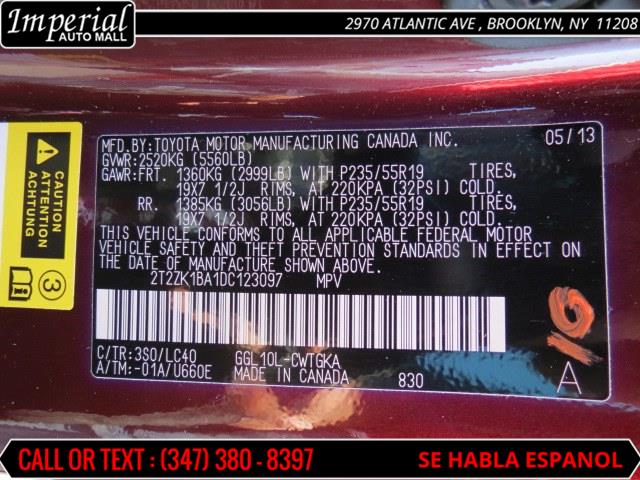 Imperial
AUTO MALL
2970 ATLANTIC AVE , BROOKLYN, NY 11208
MFD.BY:TOYOTA MOTOR MANUFACTURING CANADA INC. 05/13
GVWR:2520KG (5560LB)
GAWR:FRT. 1360KG (2999LB) WITH P235/55R19 TIRES,
19X7 1/2J RIMS, AT 220KPA (32PSI) COLD.
RR. 1385KG (3056LB) WITH P235/55R19 TIRES,
19X7 1/2J RIMS, AT 220KPA (32PSI) COLD.
THIS VEHICLE CONFORMS TO ALL APPLICABLE FEDERAL MOTOR
VEHICLE SAFETY AND THEFT PREVENTION STANDARDS IN EFFECT
ON THE DATE OF MANUFACTURE SHOWN ABOVE.
2T2ZK1BA1DC123097 MPV
C/TR:3S0/LC40 GGL10L-CWTGKA
A/TM:-01A/U660E MADE IN CANADA 830
A
CAUTION
3
CALL OR TEXT : (347) 380 - 8397
SE HABLA ESPANOL